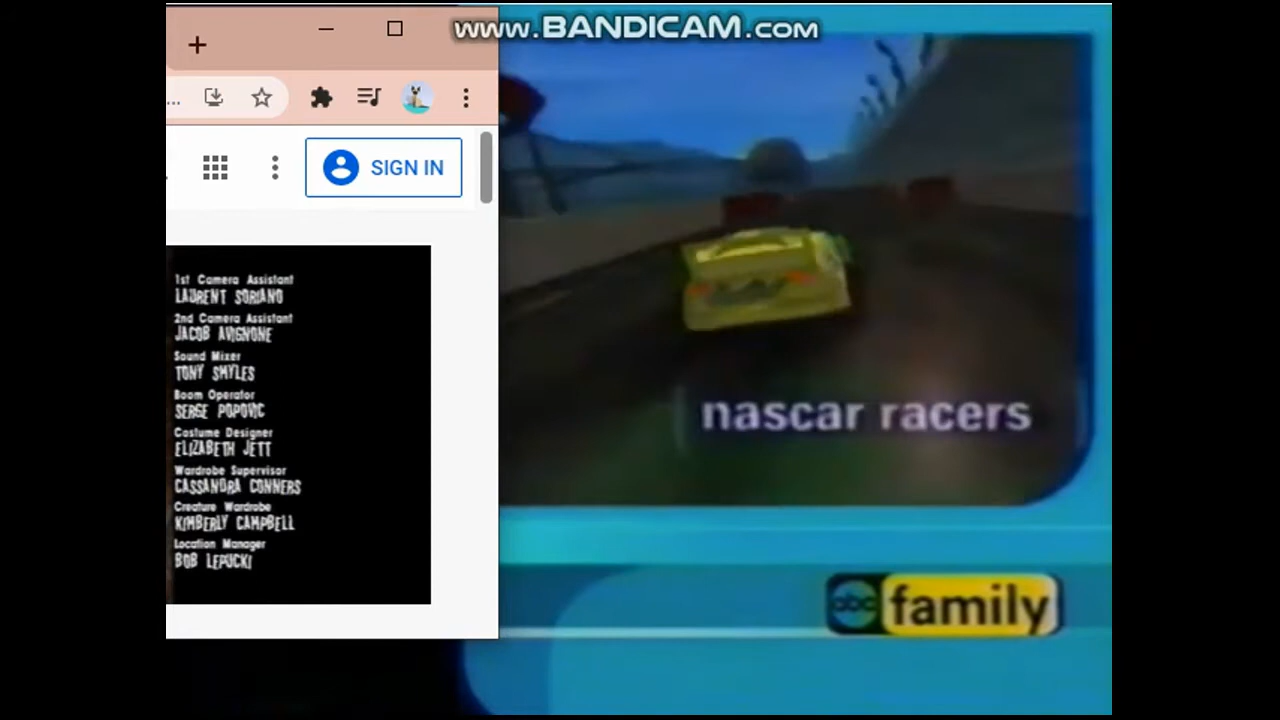 www.BANDICAM.com
SIGN IN
1st Camera Assistant
LAURENT SORIANO
2nd Camera Assistant
JACOB AVIGNONE
Sound Mixer
TONY SMYLES
Boom Operator
SERGE POPOVIC
Costume Designer
ELIZABETH JETT
Wardrobe Supervisor
CASSANDRA CONNERS
Creature Wardrobe
KIMBERLY CAMPBELL
Location Manager
BOB LEPUCKI
nascar racers
abc family